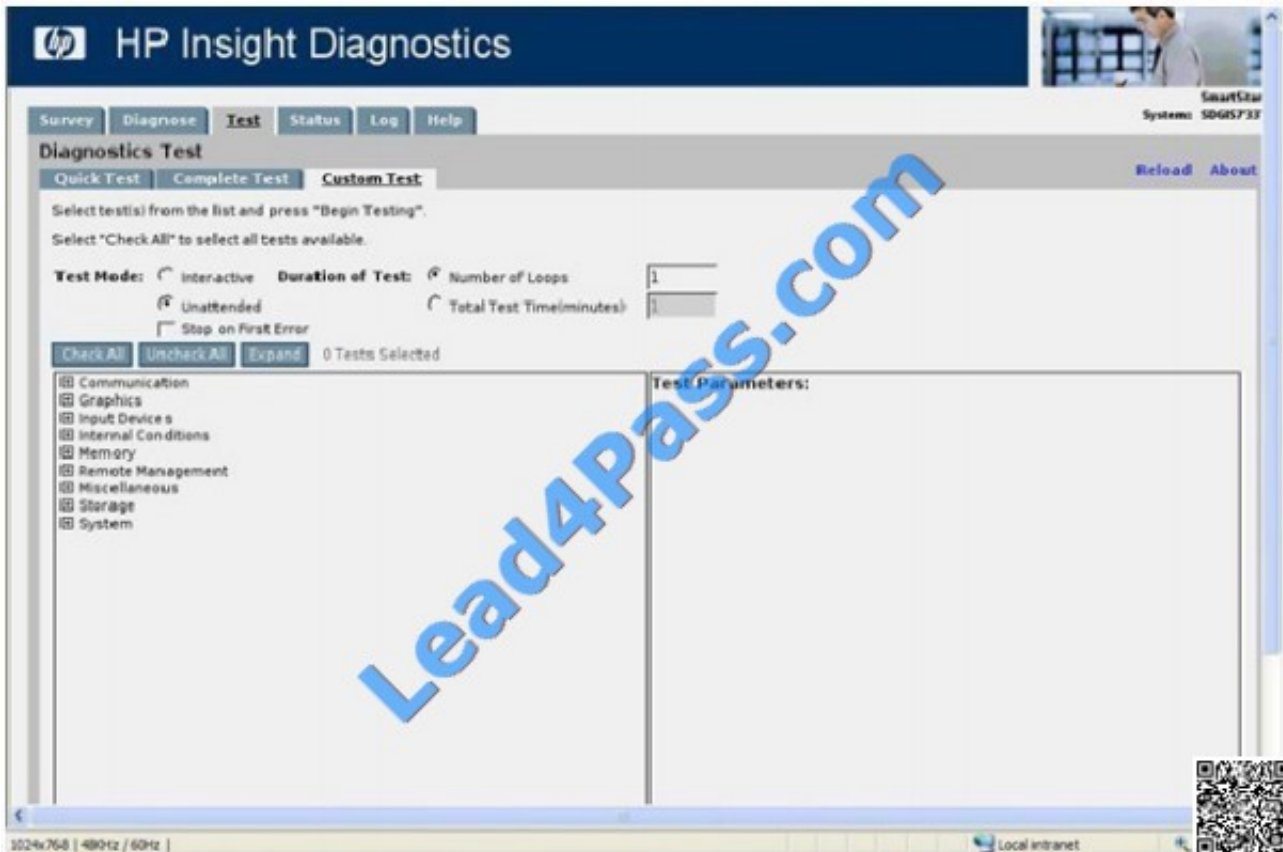 hp HP Insight Diagnostics
SmartStar
System: SDGIS733
Survey Diagnose Test Status Log Help
Diagnostics Test
Reload About
Quick Test Complete Test Custom Test
Select test(s) from the list and press "Begin Testing".
Select "Check All" to select all tests available.
Test Mode: Interactive Duration of Test: Number of Loops 1
Unattended Total Test Time(minutes) 1
Stop on First Error
Check All Uncheck All Expand 0 Tests Selected
Communication
Graphics
Input Devices
Internal Conditions
Memory
Remote Management
Miscellaneous
Storage
System
Test Parameters:
Lead4Pass.com
1024x768 | 48KHz / 60Hz |
Local intranet